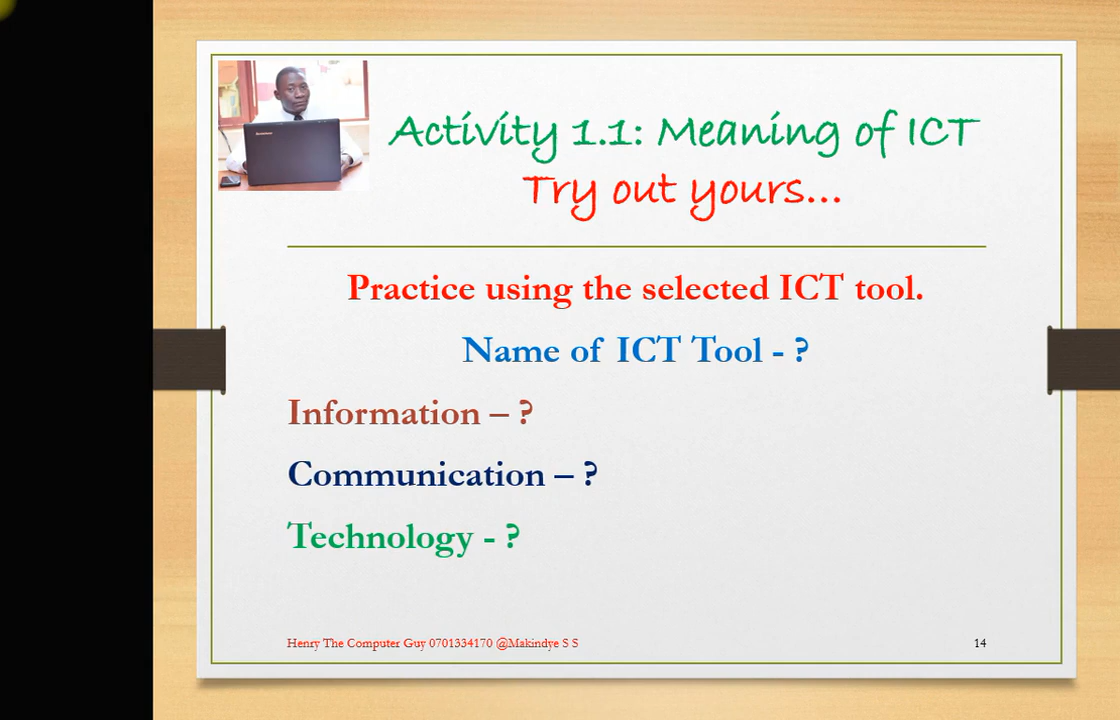 Activity 1.1: Meaning of ICT
Try out yours...
Practice using the selected ICT tool.
Name of ICT Tool - ?
Information – ?
Communication – ?
Technology - ?
Henry The Computer Guy 0701334170 @Makindye S S
14